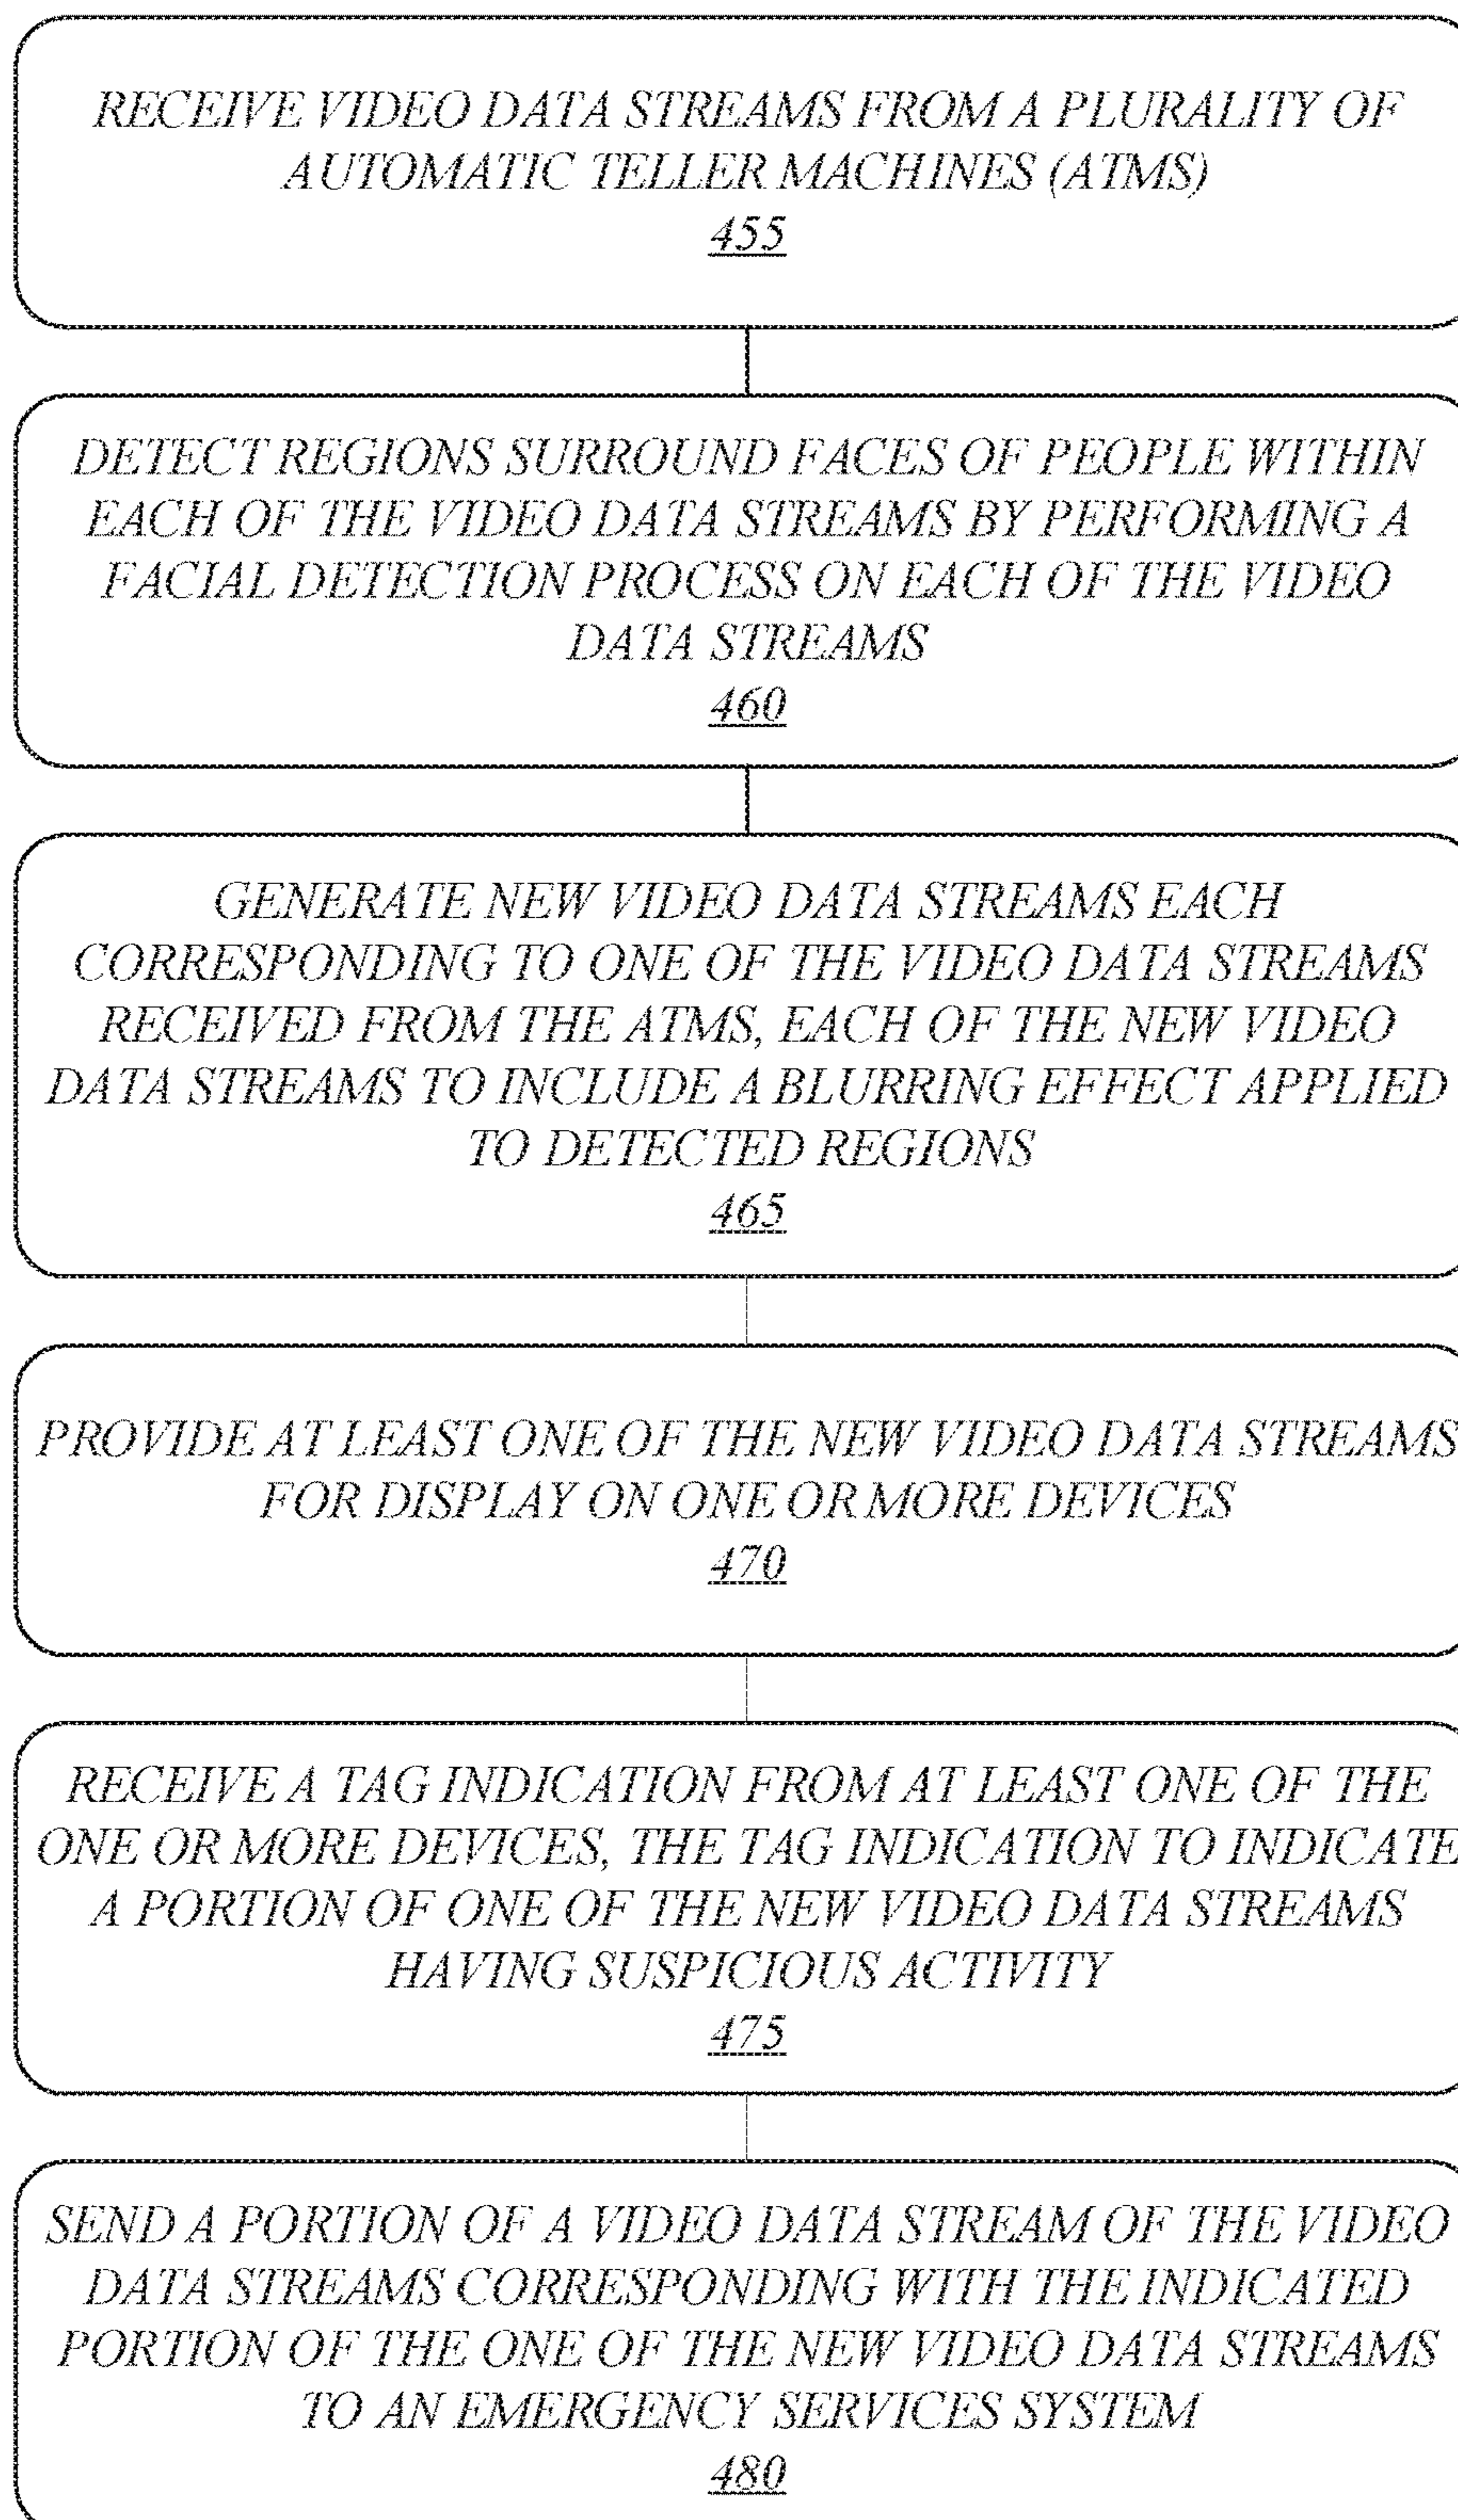 RECEIVE VIDEO DATA STREAMS FROM A PLURALITY OF
AUTOMATIC TELLER MACHINES (ATMS)
455
DETECT REGIONS SURROUND FACES OF PEOPLE WITHIN
EACH OF THE VIDEO DATA STREAMS BY PERFORMING A
FACIAL DETECTION PROCESS ON EACH OF THE VIDEO
DATA STREAMS
460
GENERATE NEW VIDEO DATA STREAMS EACH
CORRESPONDING TO ONE OF THE VIDEO DATA STREAMS
RECEIVED FROM THE ATMS, EACH OF THE NEW VIDEO
DATA STREAMS TO INCLUDE A BLURRING EFFECT APPLIED
TO DETECTED REGIONS
465
PROVIDE AT LEAST ONE OF THE NEW VIDEO DATA STREAMS
FOR DISPLAY ON ONE OR MORE DEVICES
470
RECEIVE A TAG INDICATION FROM AT LEAST ONE OF THE
ONE OR MORE DEVICES, THE TAG INDICATION TO INDICATE
A PORTION OF ONE OF THE NEW VIDEO DATA STREAMS
HAVING SUSPICIOUS ACTIVITY
475
SEND A PORTION OF A VIDEO DATA STREAM OF THE VIDEO
DATA STREAMS CORRESPONDING WITH THE INDICATED
PORTION OF THE ONE OF THE NEW VIDEO DATA STREAMS
TO AN EMERGENCY SERVICES SYSTEM
480